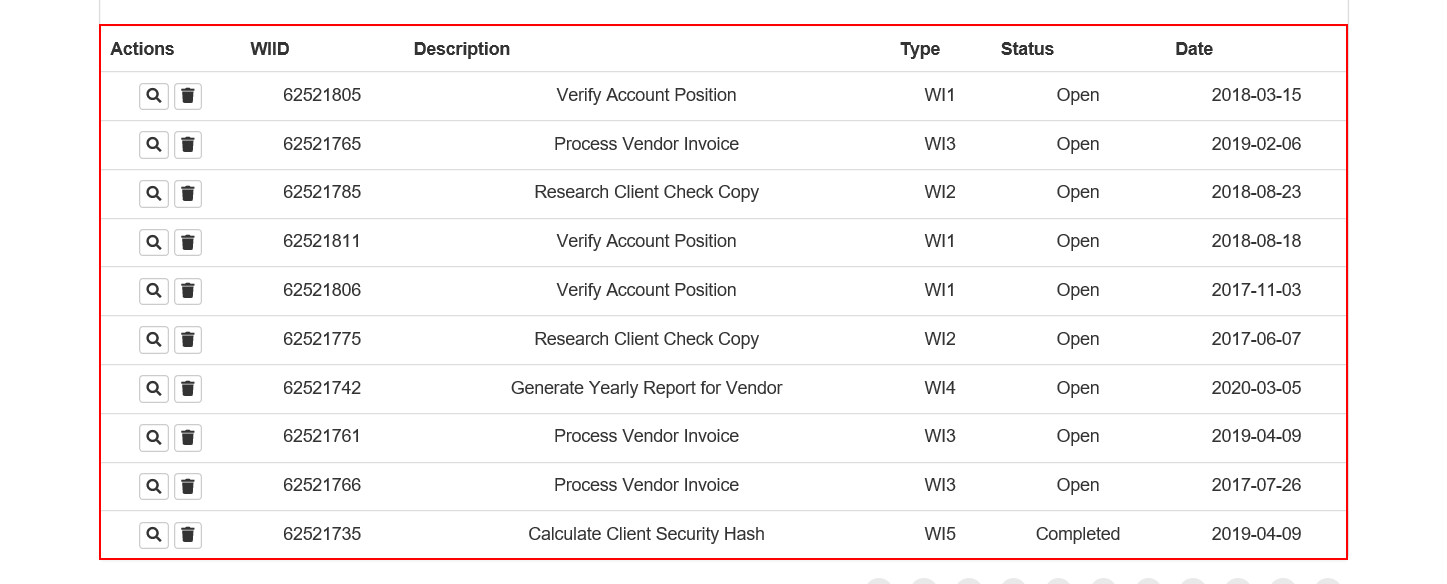 Actions WIID Description Type Status Date
62521805 Verify Account Position WI1 Open 2018-03-15
62521765 Process Vendor Invoice WI3 Open 2019-02-06
62521785 Research Client Check Copy WI2 Open 2018-08-23
62521811 Verify Account Position WI1 Open 2018-08-18
62521806 Verify Account Position WI1 Open 2017-11-03
62521775 Research Client Check Copy WI2 Open 2017-06-07
62521742 Generate Yearly Report for Vendor WI4 Open 2020-03-05
62521761 Process Vendor Invoice WI3 Open 2019-04-09
62521766 Process Vendor Invoice WI3 Open 2017-07-26
62521735 Calculate Client Security Hash WI5 Completed 2019-04-09